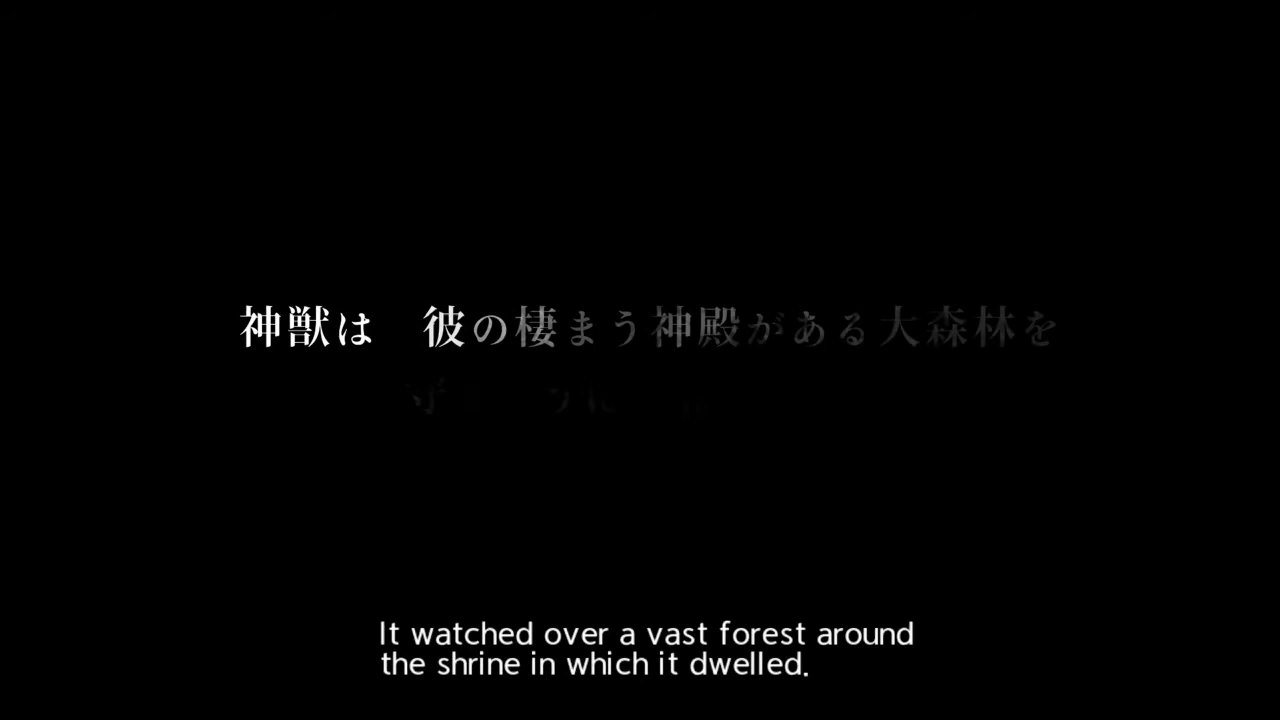 神獣は　彼の棲まう神殿がある大森林を
It watched over a vast forest around
the shrine in which it dwelled.